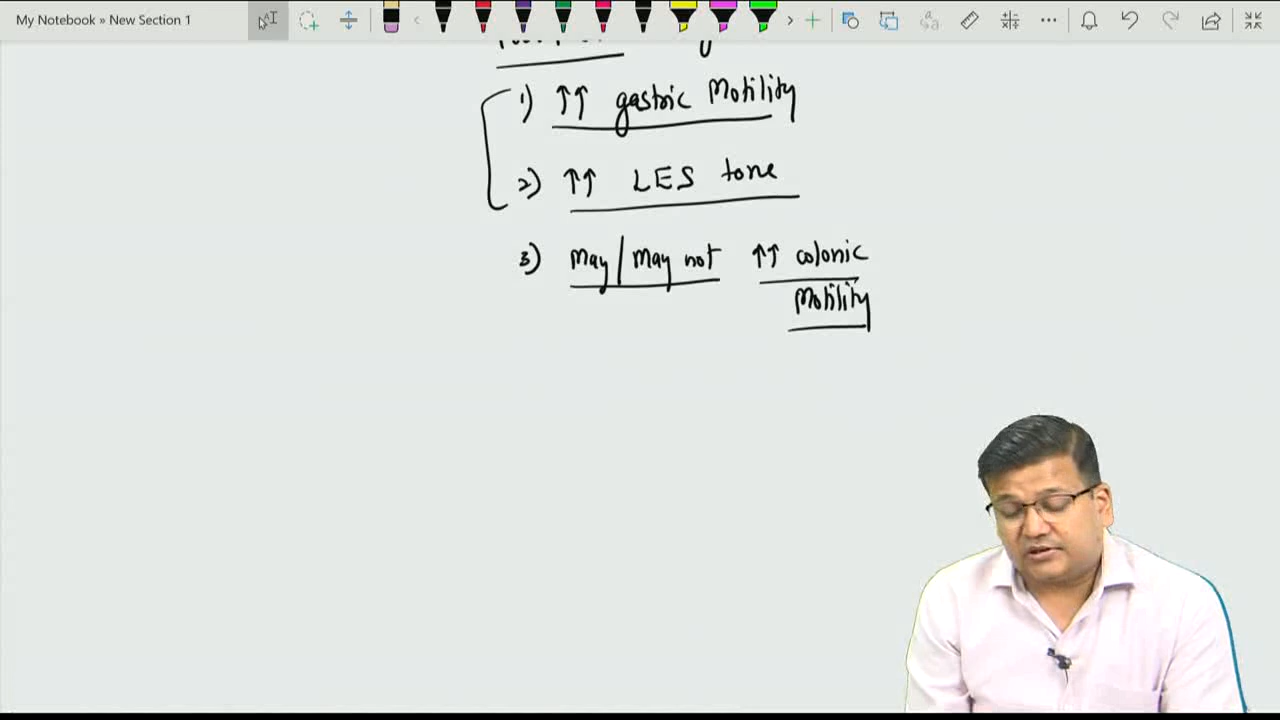 My Notebook » New Section 1
1) ↑↑ gastric Motility
2) ↑↑ LES tone
3) May/May not ↑↑ colonic
Motility